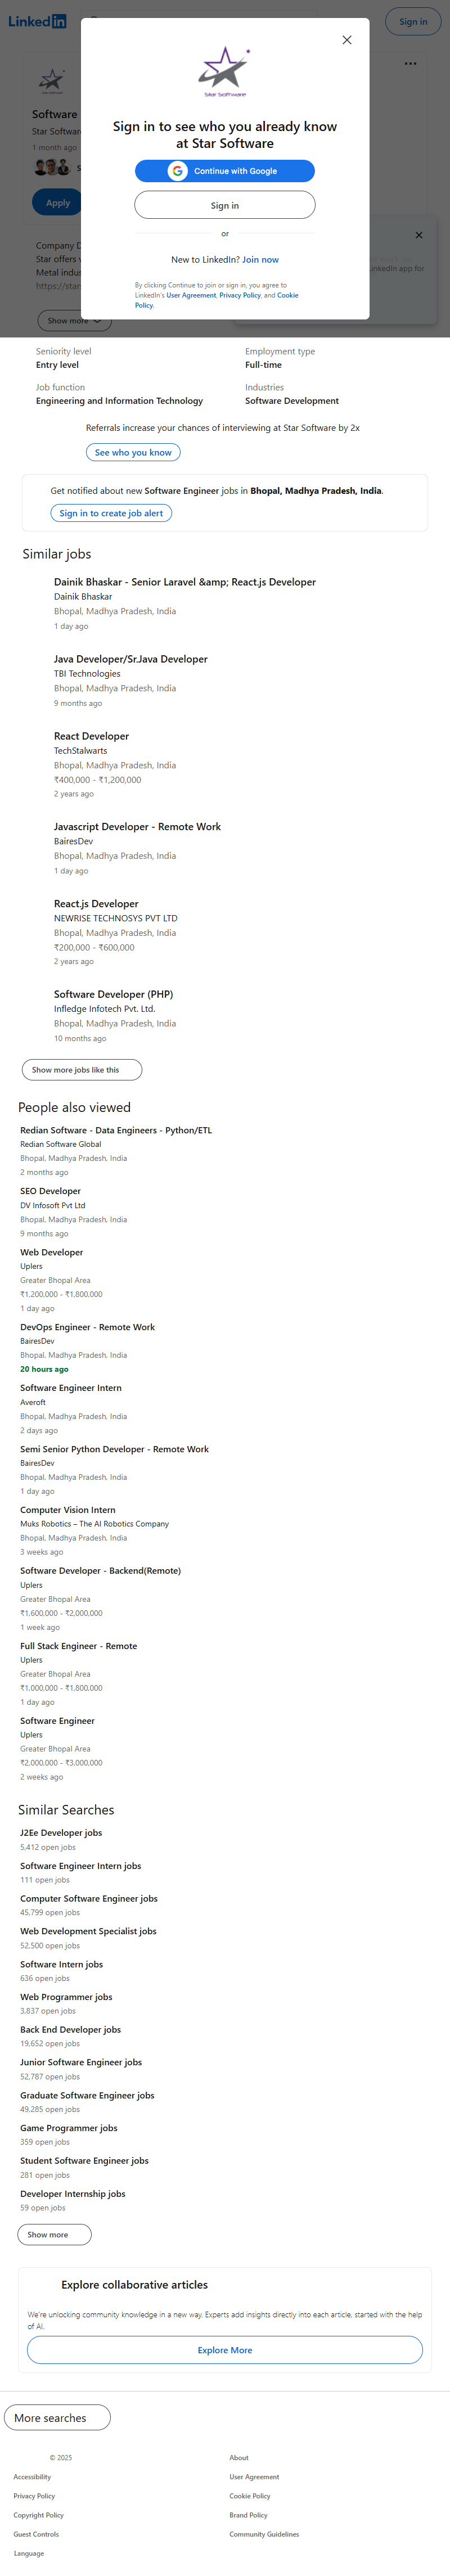 LinkedIn
Sign in
Star Software
Sign in to see who you already know
at Star Software
Continue with Google
Sign in
or
New to LinkedIn? Join now
By clicking Continue to join or sign in, you agree to
LinkedIn's User Agreement, Privacy Policy, and Cookie
Policy.
Software
Star Software
1 month ago
Apply
Company D
Star offers
Metal indus
https://star
inkedIn app for
Show more
Seniority level
Entry level
Employment type
Full-time
Job function
Engineering and Information Technology
Industries
Software Development
Referrals increase your chances of interviewing at Star Software by 2x
See who you know
Get notified about new Software Engineer jobs in Bhopal, Madhya Pradesh, India.
Sign in to create job alert
Similar jobs
Dainik Bhaskar - Senior Laravel &amp; React.js Developer
Dainik Bhaskar
Bhopal, Madhya Pradesh, India
1 day ago
Java Developer/Sr.Java Developer
TBI Technologies
Bhopal, Madhya Pradesh, India
9 months ago
React Developer
TechStalwarts
Bhopal, Madhya Pradesh, India
₹400,000 - ₹1,200,000
2 years ago
Javascript Developer - Remote Work
BairesDev
Bhopal, Madhya Pradesh, India
1 day ago
React.js Developer
NEWRISE TECHNOSYS PVT LTD
Bhopal, Madhya Pradesh, India
₹200,000 - ₹600,000
2 years ago
Software Developer (PHP)
Infledge Infotech Pvt. Ltd.
Bhopal, Madhya Pradesh, India
10 months ago
Show more jobs like this
People also viewed
Redian Software - Data Engineers - Python/ETL
Redian Software Global
Bhopal, Madhya Pradesh, India
2 months ago
SEO Developer
DV Infosoft Pvt Ltd
Bhopal, Madhya Pradesh, India
9 months ago
Web Developer
Uplers
Greater Bhopal Area
₹1,200,000 - ₹1,800,000
1 day ago
DevOps Engineer - Remote Work
BairesDev
Bhopal, Madhya Pradesh, India
20 hours ago
Software Engineer Intern
Averoft
Bhopal, Madhya Pradesh, India
2 days ago
Semi Senior Python Developer - Remote Work
BairesDev
Bhopal, Madhya Pradesh, India
1 day ago
Computer Vision Intern
Muks Robotics – The AI Robotics Company
Bhopal, Madhya Pradesh, India
3 weeks ago
Software Developer - Backend(Remote)
Uplers
Greater Bhopal Area
₹1,600,000 - ₹2,000,000
1 week ago
Full Stack Engineer - Remote
Uplers
Greater Bhopal Area
₹1,000,000 - ₹1,800,000
1 day ago
Software Engineer
Uplers
Greater Bhopal Area
₹2,000,000 - ₹3,000,000
2 weeks ago
Similar Searches
J2Ee Developer jobs
5,412 open jobs
Software Engineer Intern jobs
111 open jobs
Computer Software Engineer jobs
45,799 open jobs
Web Development Specialist jobs
52,500 open jobs
Software Intern jobs
636 open jobs
Web Programmer jobs
3,837 open jobs
Back End Developer jobs
19,652 open jobs
Junior Software Engineer jobs
52,787 open jobs
Graduate Software Engineer jobs
49,285 open jobs
Game Programmer jobs
359 open jobs
Student Software Engineer jobs
281 open jobs
Developer Internship jobs
59 open jobs
Show more
Explore collaborative articles
We're unlocking community knowledge in a new way. Experts add insights directly into each article, started with the help
of AI.
Explore More
More searches
© 2025
About
Accessibility
User Agreement
Privacy Policy
Cookie Policy
Copyright Policy
Brand Policy
Guest Controls
Community Guidelines
Language